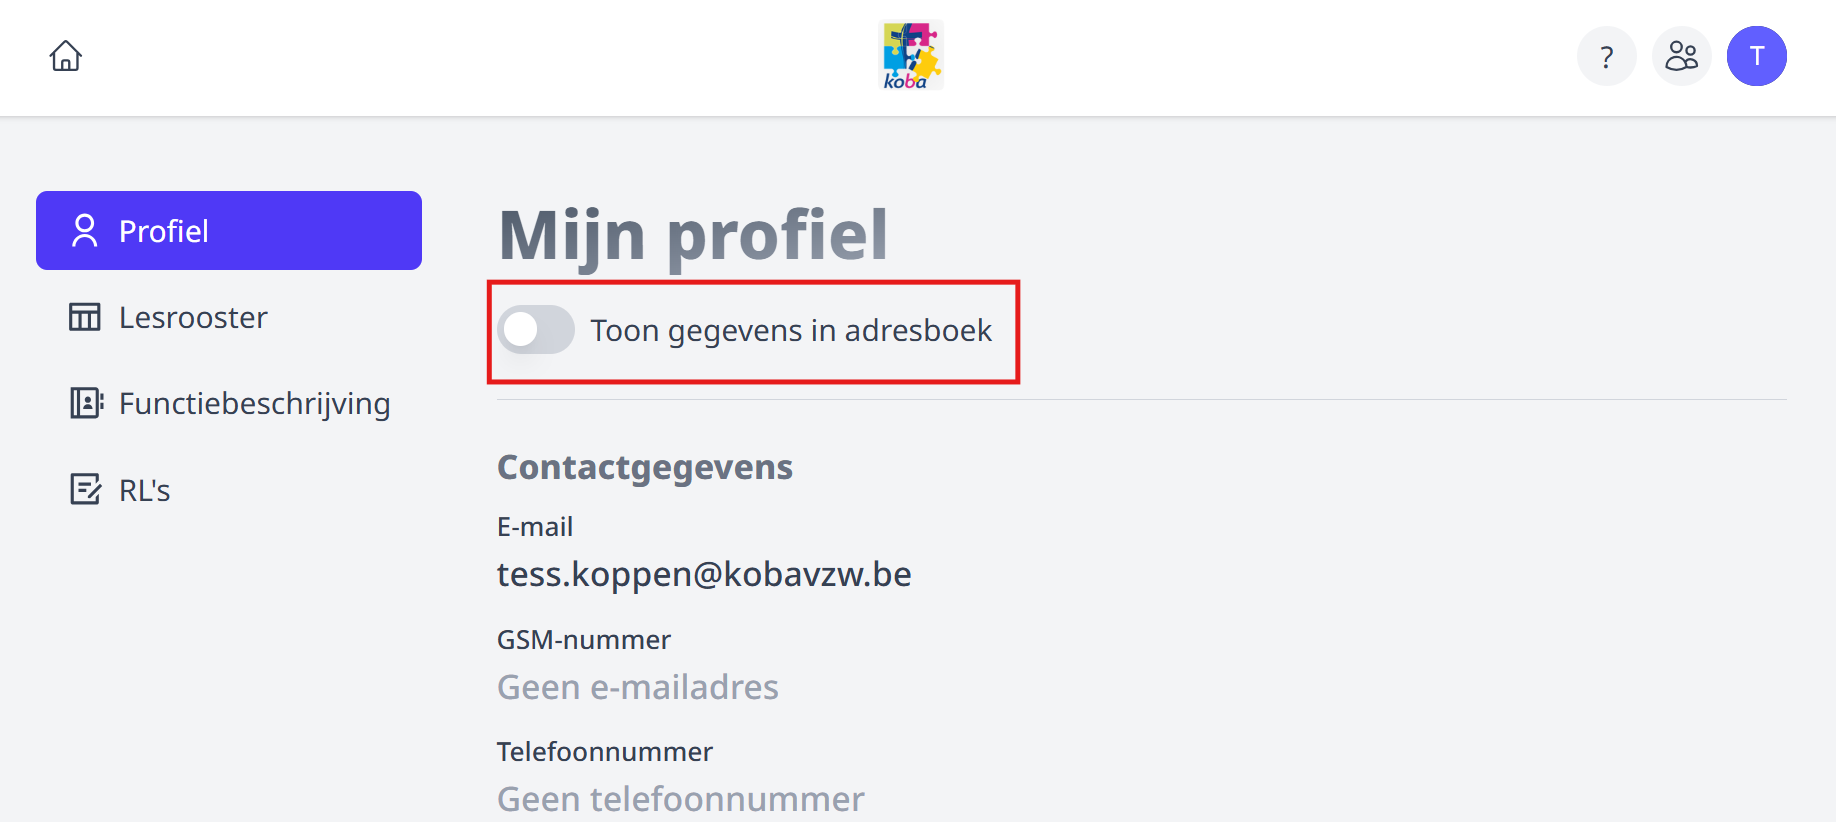 koba
?
T
Profiel
Lesrooster
Functiebeschrijving
RL's
Mijn profiel
Toon gegevens in adresboek
Contactgegevens
E-mail
tess.koppen@kobavzw.be
GSM-nummer
Geen e-mailadres
Telefoonnummer
Geen telefoonnummer